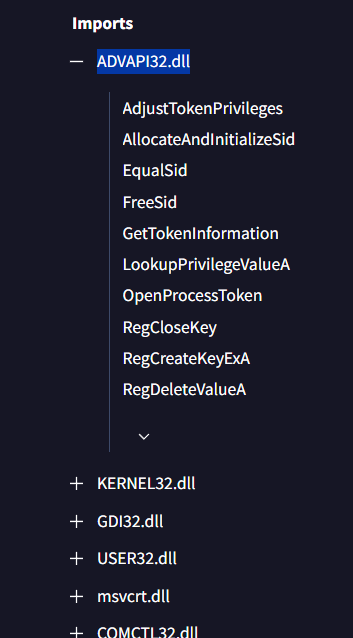 Imports
ADVAPI32.dll
AdjustTokenPrivileges
AllocateAndInitializeSid
EqualSid
FreeSid
GetTokenInformation
LookupPrivilegeValueA
OpenProcessToken
RegCloseKey
RegCreateKeyExA
RegDeleteValueA
KERNEL32.dll
GDI32.dll
USER32.dll
msvcrt.dll
COMCTL32.dll